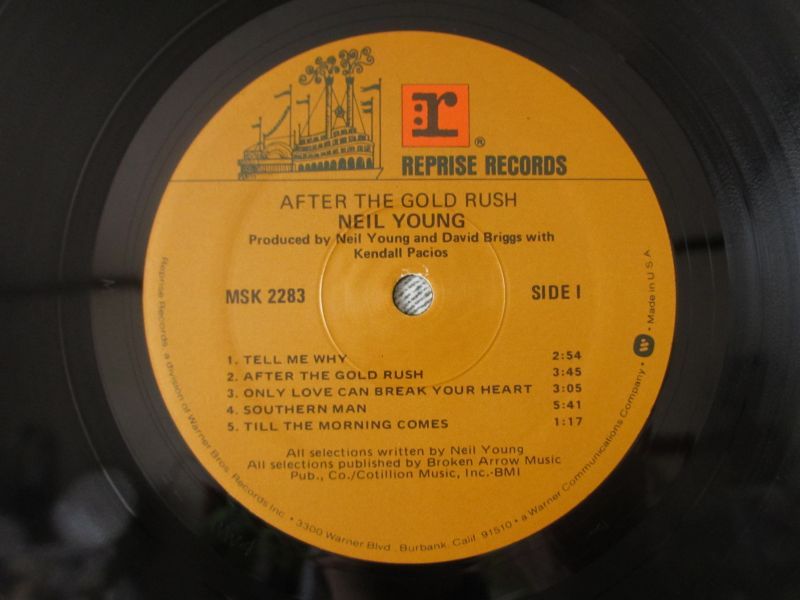 r®
REPRISE RECORDS
AFTER THE GOLD RUSH
NEIL YOUNG
Produced by Neil Young and David Briggs with
Kendall Pacios
MSK 2283
SIDE I
1. TELL ME WHY 2:54
2. AFTER THE GOLD RUSH 3:45
3. ONLY LOVE CAN BREAK YOUR HEART 3:05
4. SOUTHERN MAN 5:41
5. TILL THE MORNING COMES 1:17
All selections written by Neil Young
All selections published by Broken Arrow Music
Pub., Co./Cotillion Music, Inc.-BMI
Reprise Records, a division of Warner Bros. Records Inc. • 3300 Warner Blvd., Burbank, Calif. 91510 • a Warner Communications Company • W • Made in U S A